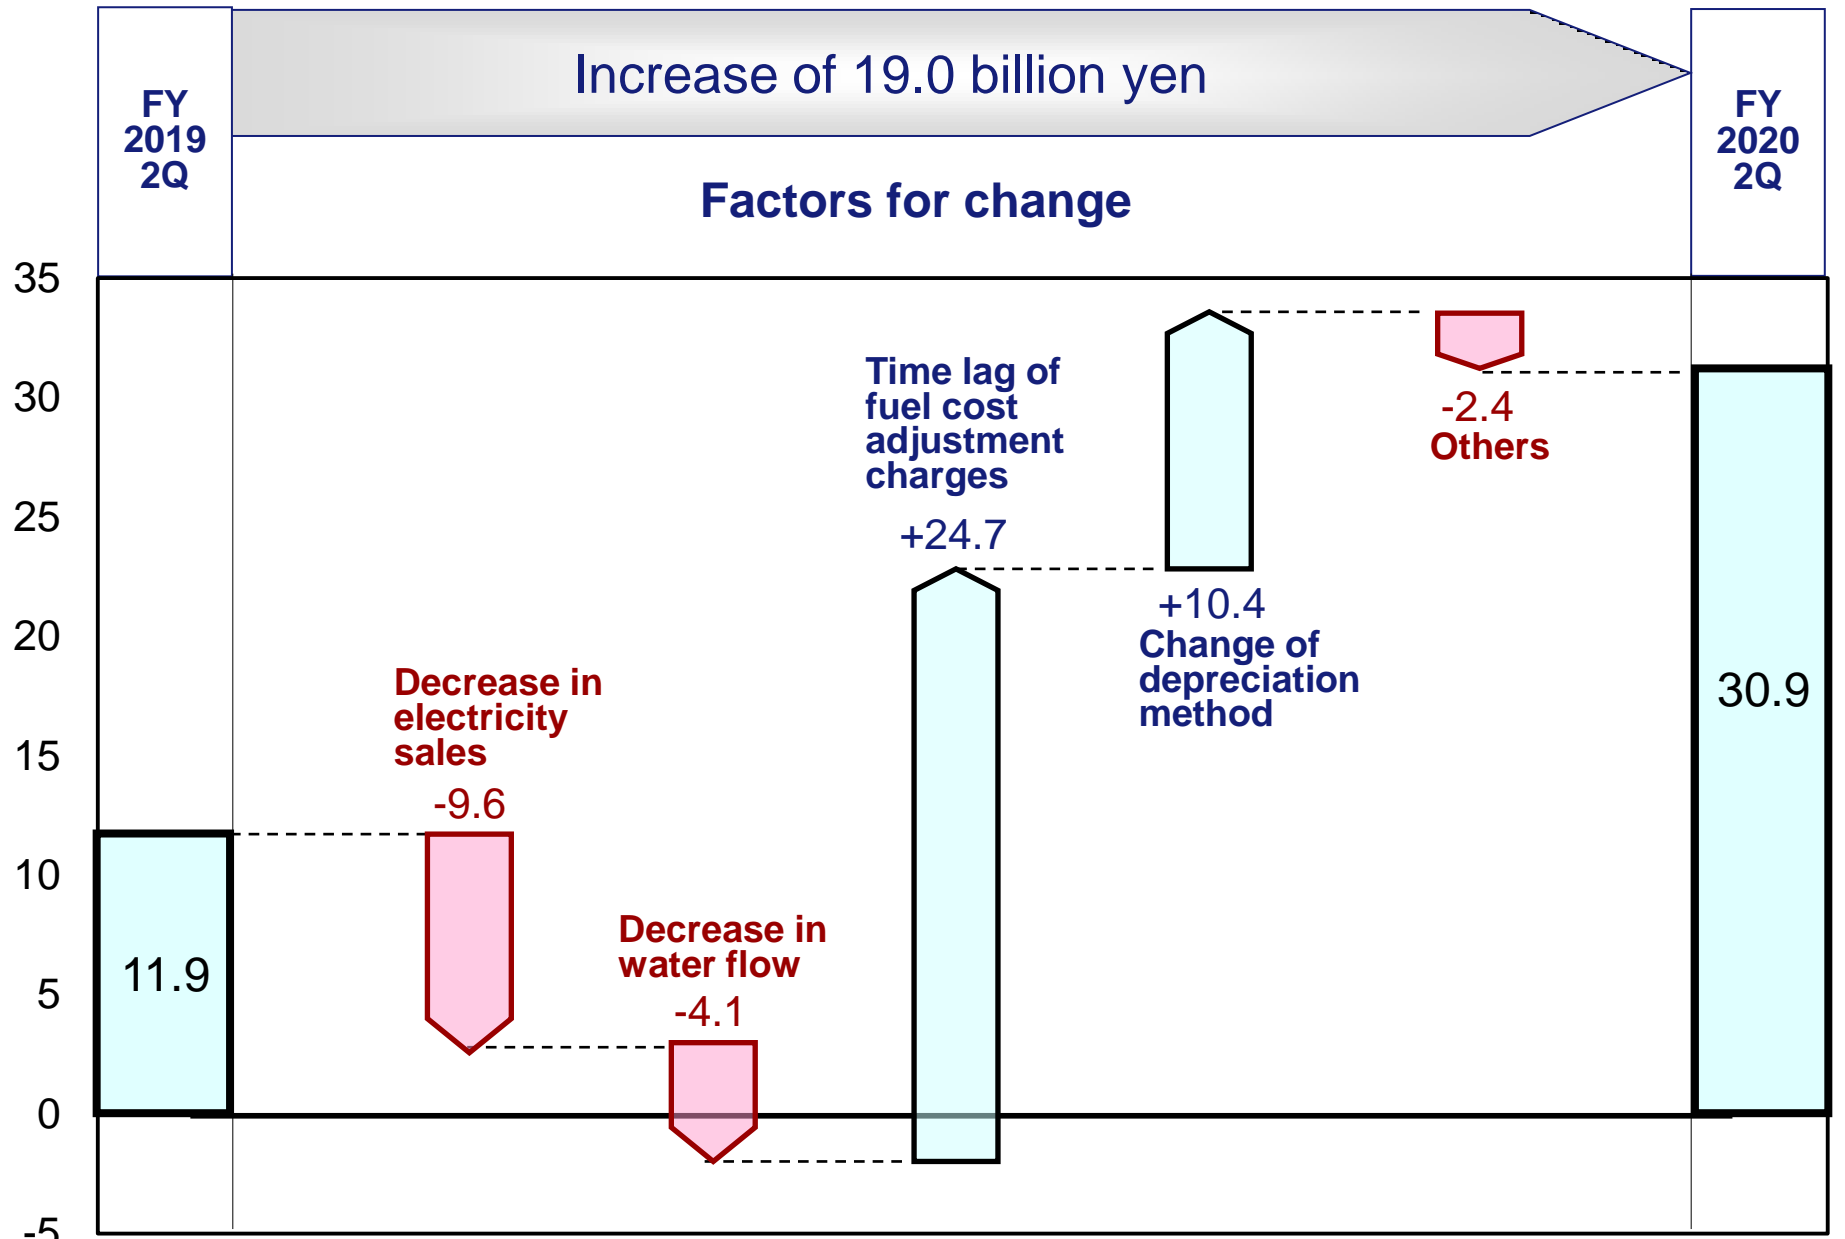 Increase of 19.0 billion yen
FY
2019
2Q
FY
2020
2Q
Factors for change
35
30
25
20
15
10
5
0
-5
11.9
Decrease in
electricity
sales
-9.6
Decrease in
water flow
-4.1
Time lag of
fuel cost
adjustment
charges
+24.7
+10.4
Change of
depreciation
method
-2.4
Others
30.9